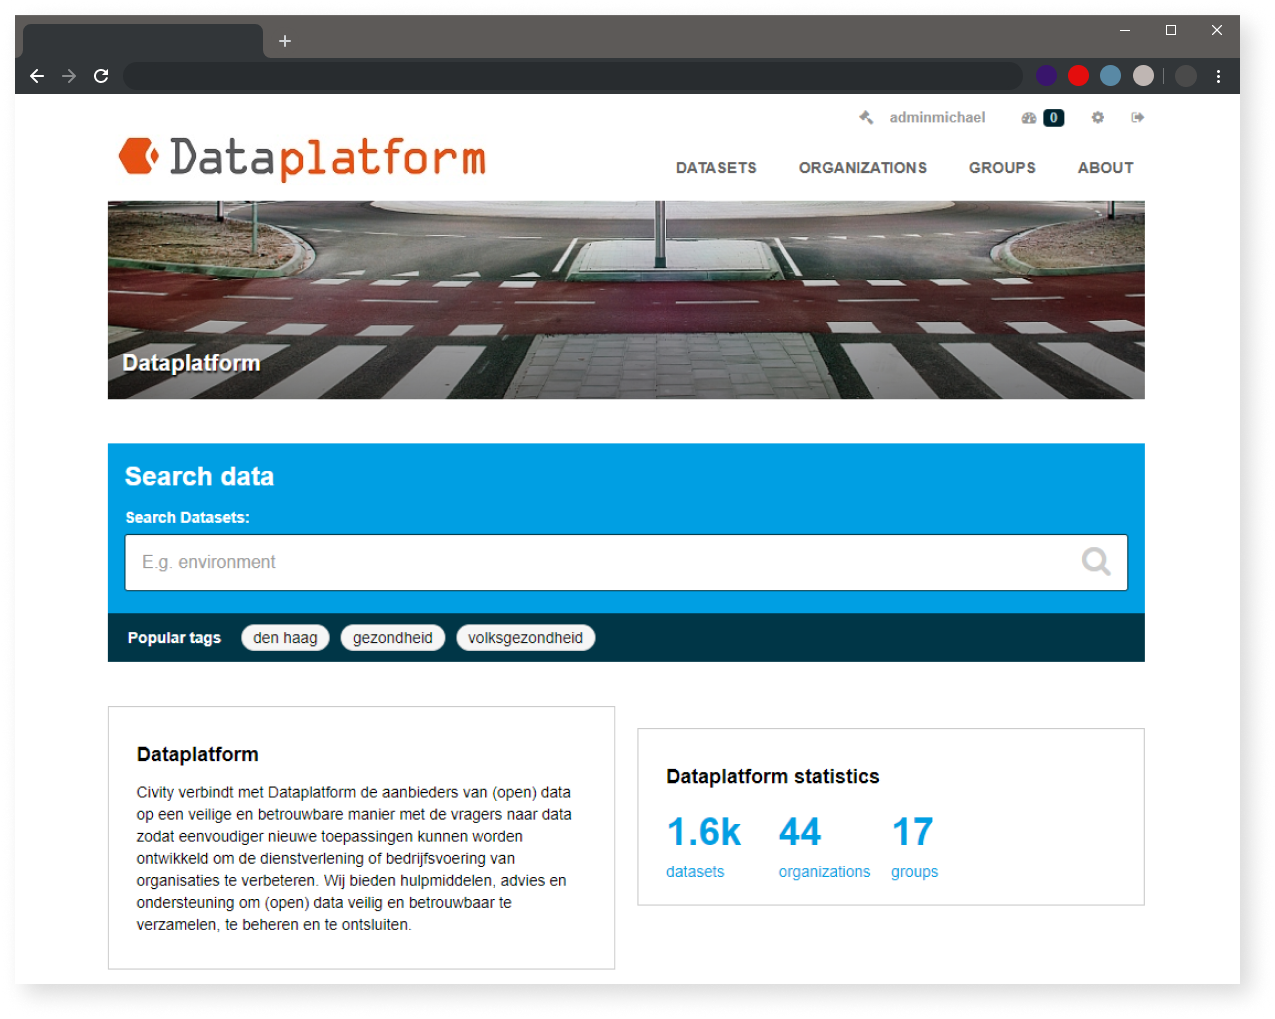 adminmichael 0
Dataplatform
DATASETS ORGANIZATIONS GROUPS ABOUT
Dataplatform
Search data
Search Datasets:
E.g. environment
Popular tags den haag gezondheid volksgezondheid
Dataplatform
Civity verbindt met Dataplatform de aanbieders van (open) data
op een veilige en betrouwbare manier met de vragers naar data
zodat eenvoudiger nieuwe toepassingen kunnen worden
ontwikkeld om de dienstverlening of bedrijfsvoering van
organisaties te verbeteren. Wij bieden hulpmiddelen, advies en
ondersteuning om (open) data veilig en betrouwbaar te
verzamelen, te beheren en te ontsluiten.
Dataplatform statistics
1.6k 44 17
datasets organizations groups